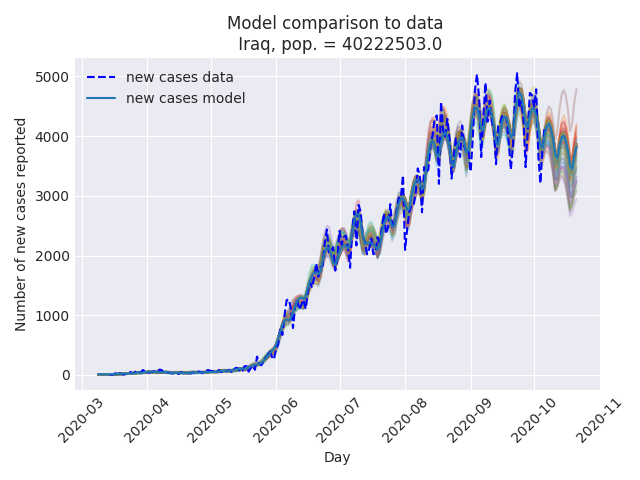 Model comparison to data
Iraq, pop. = 40222503.0
new cases data
new cases model
Number of new cases reported
5000
4000
3000
2000
1000
0
2020-03
2020-04
2020-05
2020-06
2020-07
2020-08
2020-09
2020-10
2020-11
Day